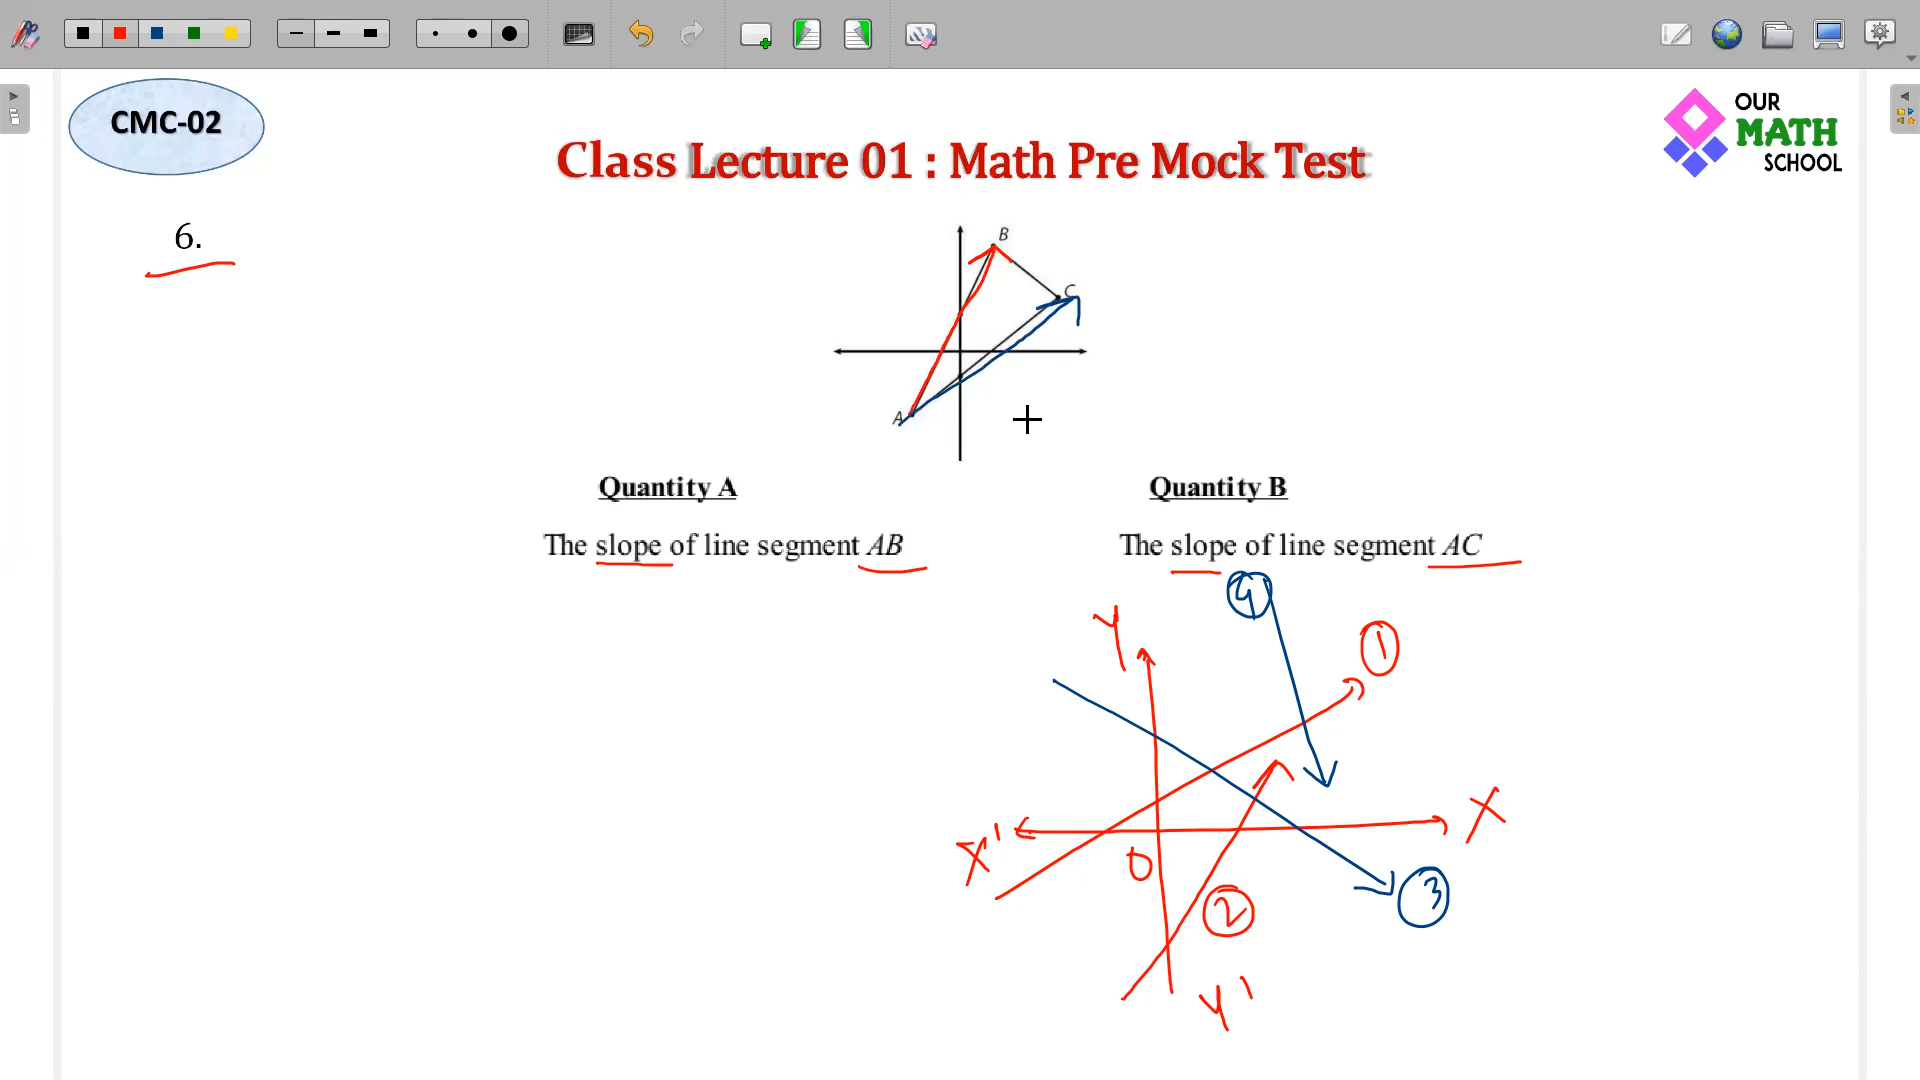 CMC-02
OUR
MATH
SCHOOL
Class Lecture 01 : Math Pre Mock Test
6.
B
C
A
Quantity A
Quantity B
The slope of line segment AB
The slope of line segment AC
4
Y
1
X
X'
O
2
3
Y'